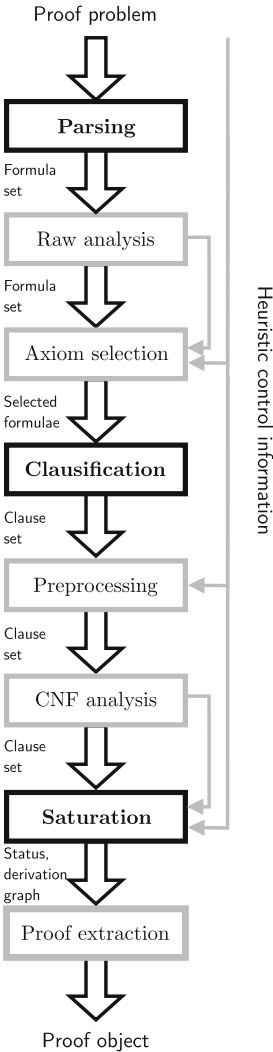 Proof problem
Parsing
Formula
set
Raw analysis
Formula
set
Axiom selection
Heuristic control information
Selected
formulae
Clausification
Clause
set
Preprocessing
Clause
set
CNF analysis
Clause
set
Saturation
Status,
derivation
graph
Proof extraction
Proof object